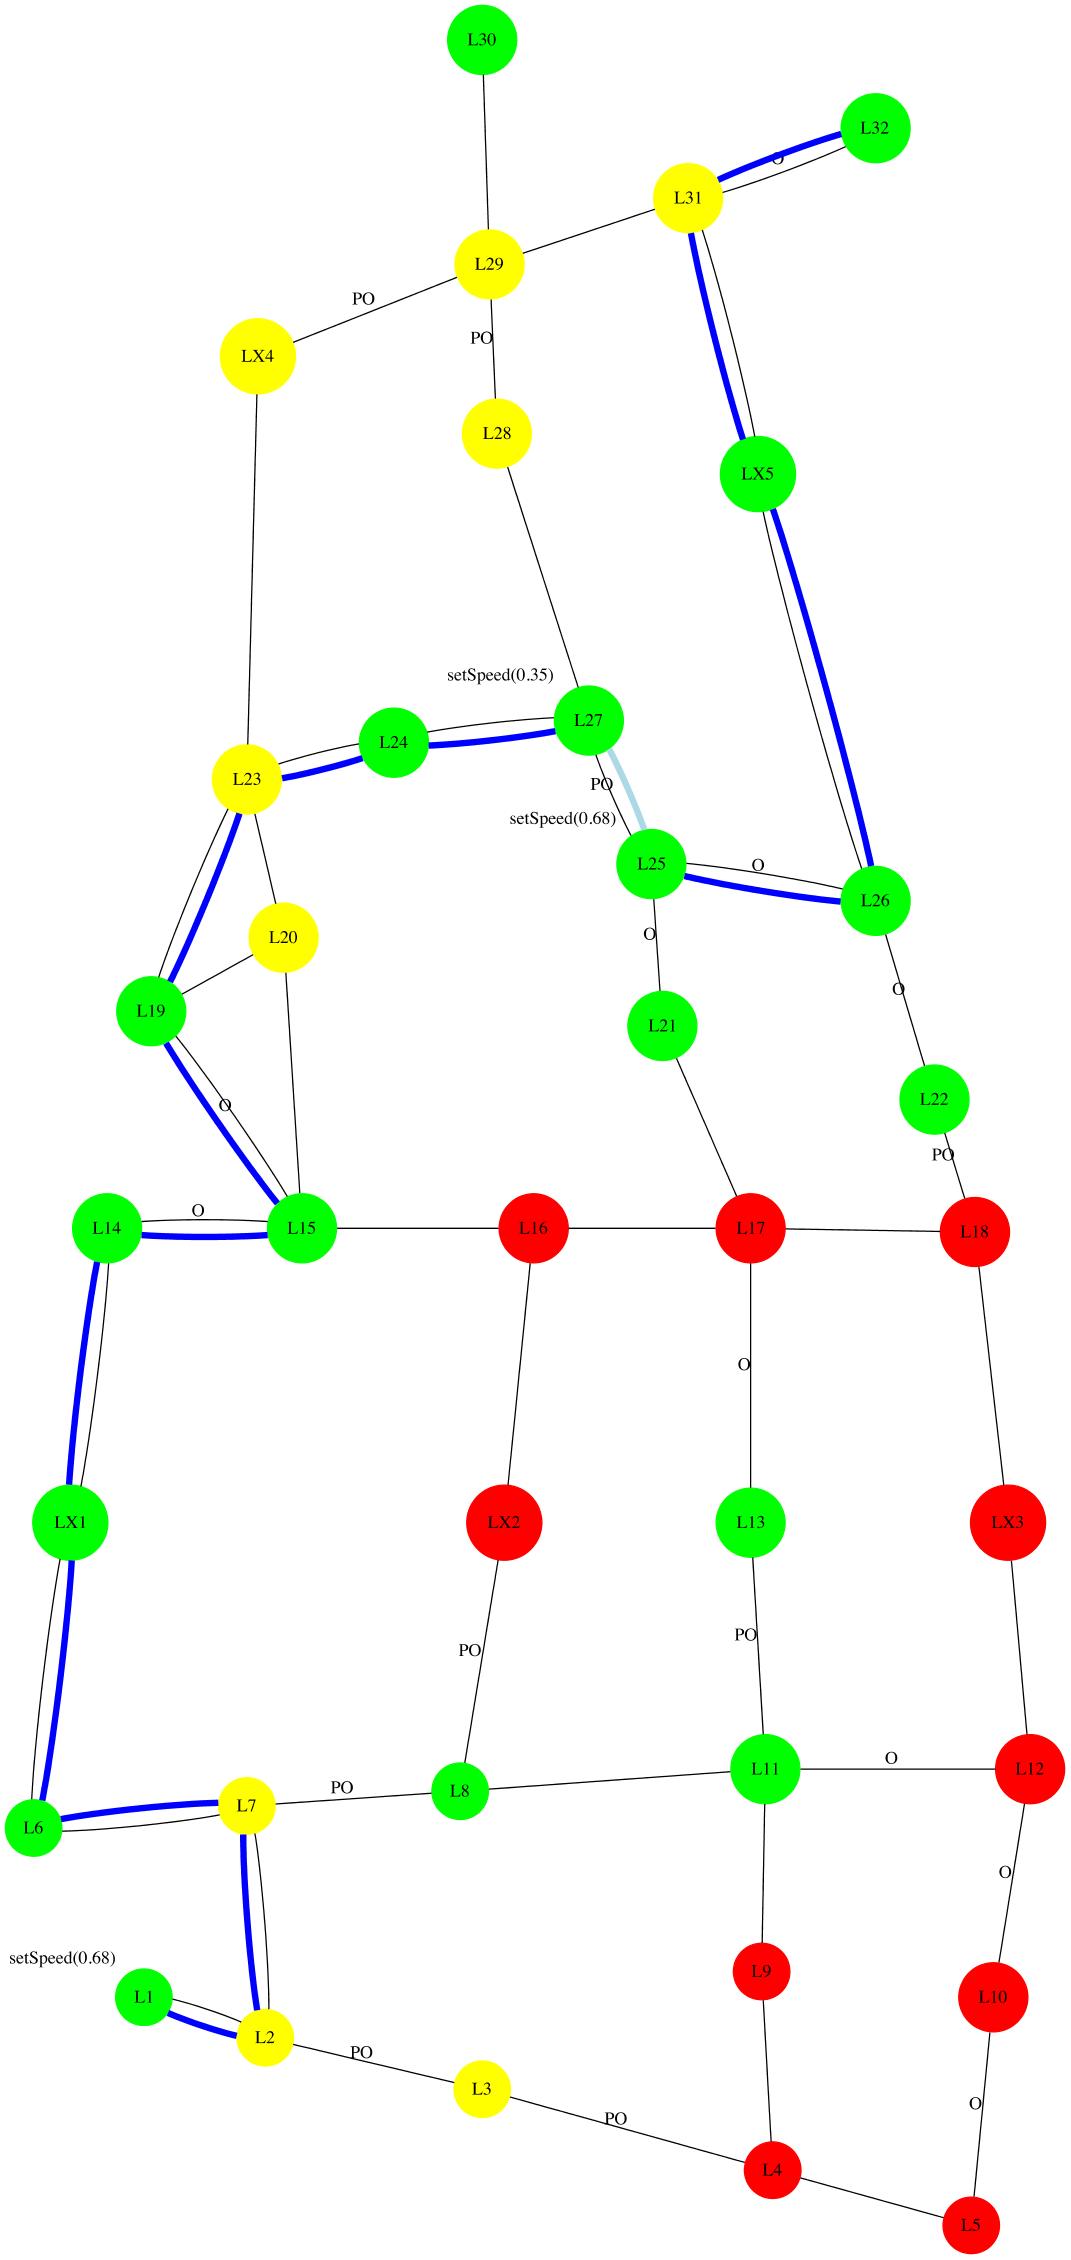 L30
L32
O
L31
L29
PO
LX4
PO
L28
LX5
setSpeed(0.35)
L27
L24
L23
PO
setSpeed(0.68)
L25
O
L26
O
L20
O
L19
L21
L22
O
PO
O
L14
L15
L16
L17
L18
O
LX1
LX2
L13
LX3
PO
PO
O
L11
L12
PO
L8
L7
L6
O
setSpeed(0.68)
L9
L1
L10
L2
PO
L3
O
PO
L4
L5